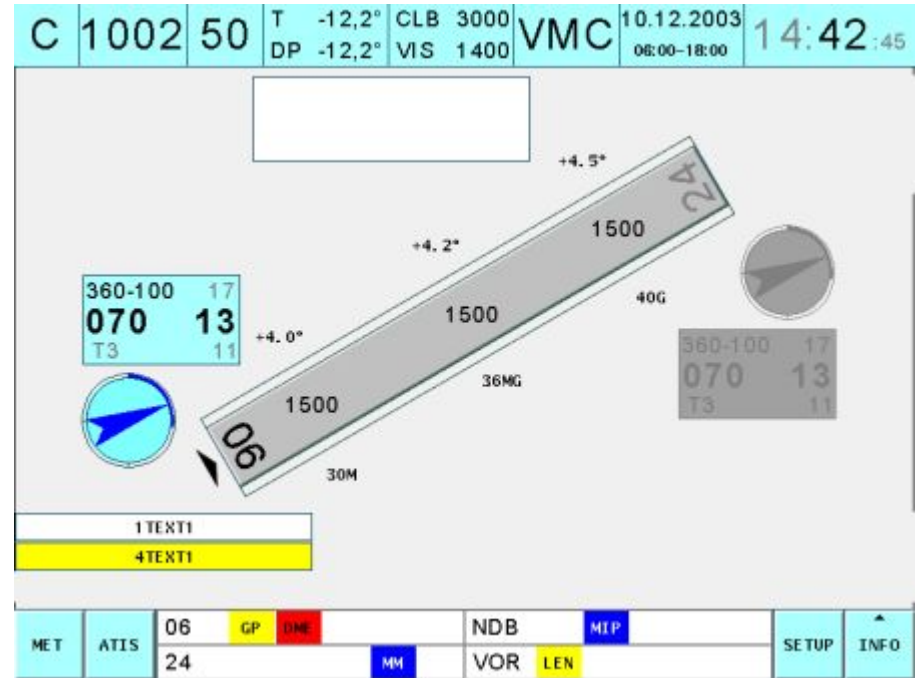 C 1002 50 T -12,2° CLB 3000 VMC 10.12.2003 14:42:45
DP -12,2° VIS 1400 06:00-18:00
+4.5°
24
1500
+4.2°
360-100 17
070 13
T3 11
40G
1500
+4.0°
360-100 17
070 13
T3 11
36MG
1500
06
30M
1TEXT1
4TEXT1
MET ATIS 06 GP DME NDB MIP SETUP INFO
24 MM VOR LEN